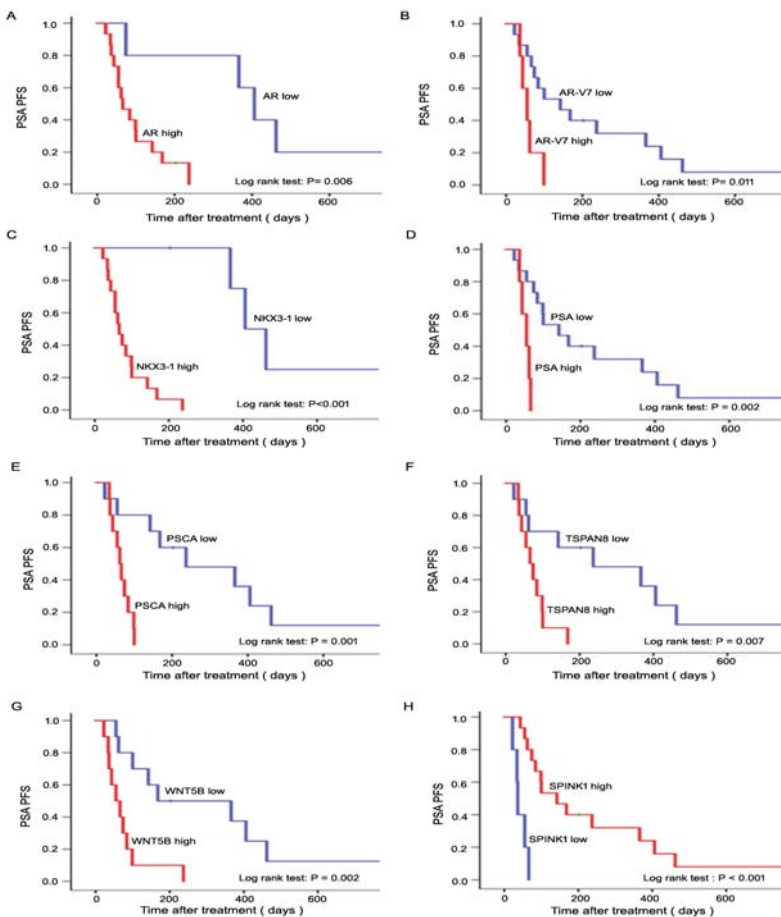 A
PSA PFS
1.0
0.8
0.6
0.4
0.2
0.0
AR low
AR high
Log rank test: P= 0.006
0
200
400
600
Time after treatment ( days)
B
PSA PFS
1.0
0.8
0.6
0.4
0.2
0.0
AR-V7 low
AR-V7 high
Log rank test: P= 0.011
0
200
400
600
Time after treatment ( days)
C
PSA PFS
1.0
0.8
0.6
0.4
0.2
0.0
NKX3-1 low
NKX3-1 high
Log rank test: P<0.001
0
200
400
600
Time after treatment ( days)
D
PSA PFS
1.0
0.8
0.6
0.4
0.2
0.0
PSA low
PSA high
Log rank test: P = 0.002
0
200
400
600
Time after treatment ( days)
E
PSA PFS
1.0
0.8
0.6
0.4
0.2
0.0
PSCA low
PSCA high
Log rank test: P = 0.001
0
200
400
600
Time after treatment ( days)
F
PSA PFS
1.0
0.8
0.6
0.4
0.2
0.0
TSPAN8 low
TSPAN8 high
Log rank test: P = 0.007
0
200
400
600
Time after treatment ( days)
G
PSA PFS
1.0
0.8
0.6
0.4
0.2
0.0
WNT5B low
WNT5B high
Log rank test: P = 0.002
0
200
400
600
Time after treatment ( days)
H
PSA PFS
1.0
0.8
0.6
0.4
0.2
0.0
SPINK1 high
SPINK1 low
Log rank test : P < 0.001
0
200
400
600
Time after treatment ( days)